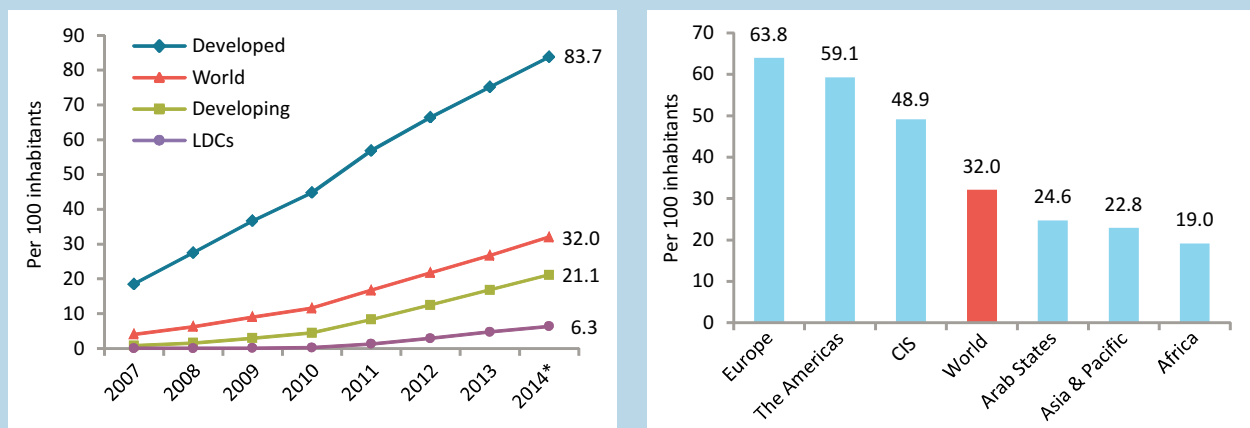 Per 100 inhabitants
90
80
70
60
50
40
30
20
10
0
Developed
World
Developing
LDCs
83.7
32.0
21.1
6.3
2007
2008
2009
2010
2011
2012
2013
2014*
Per 100 inhabitants
70
60
50
40
30
20
10
0
63.8
59.1
48.9
32.0
24.6
22.8
19.0
Europe
The Americas
CIS
World
Arab States
Asia & Pacific
Africa